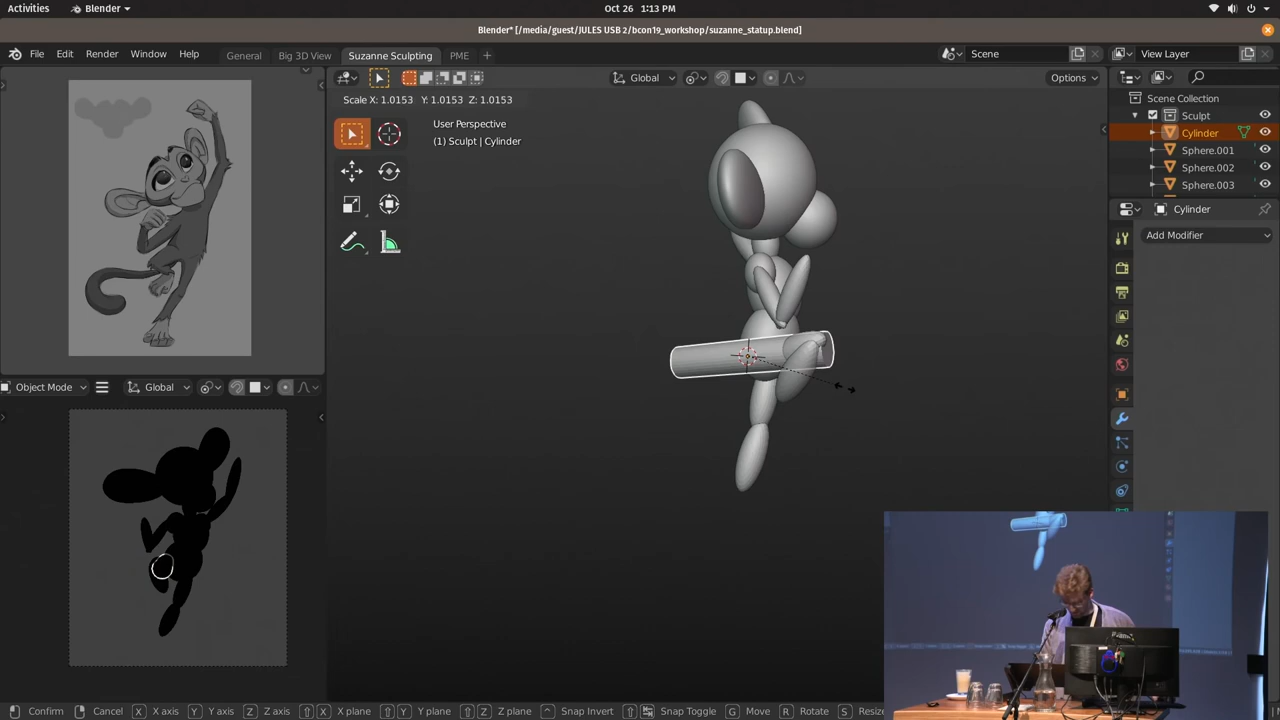 Activities Blender Oct 26 1:13 PM
Blender* [/media/guest/JULES USB 2/bcon19_workshop/suzanne_statup.blend]
File Edit Render Window Help General Big 3D View Suzanne Sculpting PME + Scene View Layer
Global Options
Scale X: 1.0153 Y: 1.0153 Z: 1.0153
User Perspective
(1) Sculpt | Cylinder
Scene Collection
Sculpt
Cylinder
Sphere.001
Sphere.002
Sphere.003
Cylinder
Add Modifier
Object Mode Global
Confirm Cancel X X axis Y Y axis Z Z axis X X plane Y Y plane Z Z plane ^ Snap Invert Snap Toggle G Move R Rotate S Resize